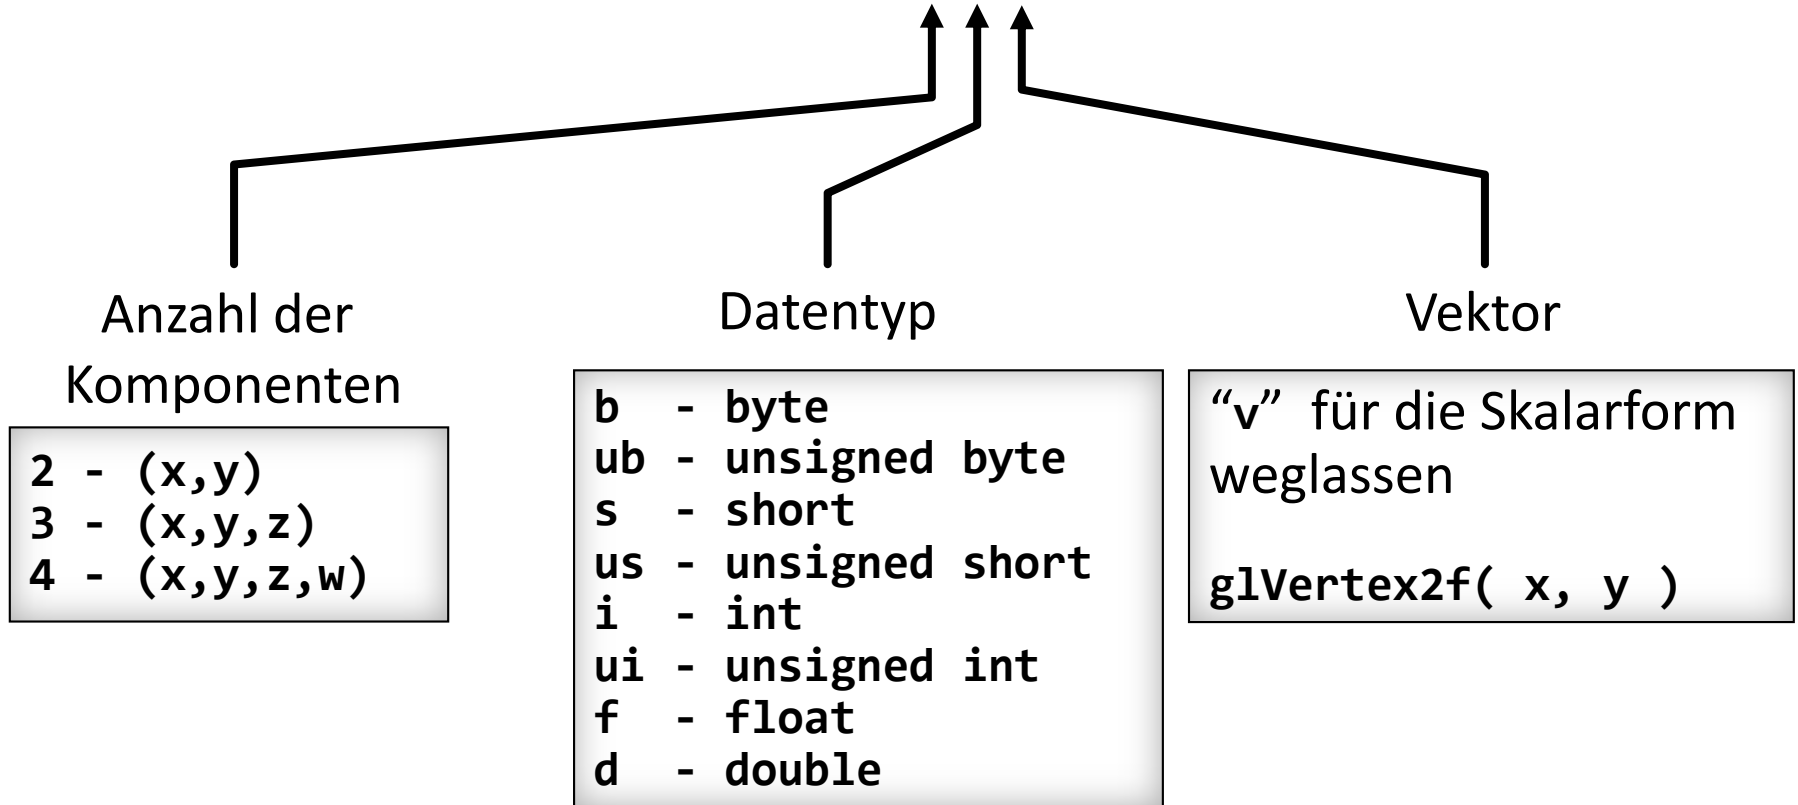 Anzahl der
Komponenten
2 - (x,y)
3 - (x,y,z)
4 - (x,y,z,w)
Datentyp
b - byte
ub - unsigned byte
s - short
us - unsigned short
i - int
ui - unsigned int
f - float
d - double
Vektor
“v” für die Skalarform
weglassen
glVertex2f( x, y )